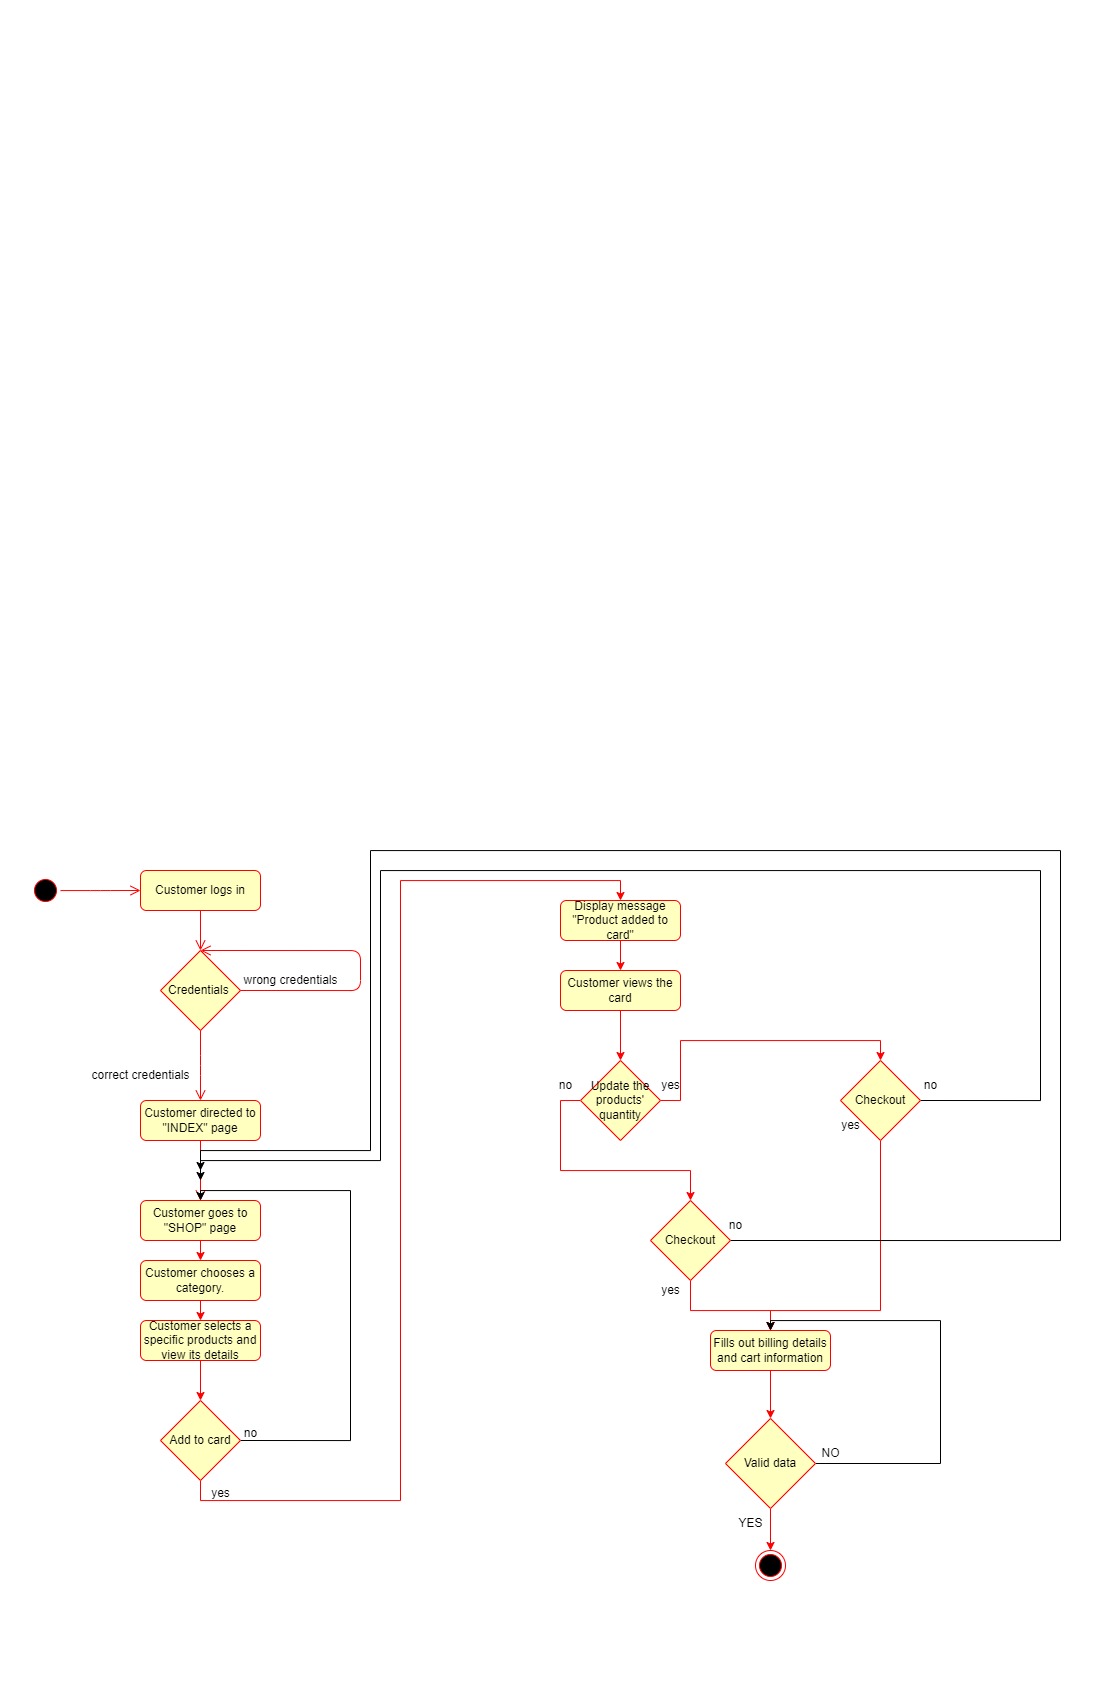 Customer logs in
Credentials
wrong credentials
correct credentials
Customer directed to
"INDEX" page
Customer goes to
"SHOP" page
Customer chooses a
category.
Customer selects a
specific products and
view its details
Add to card
no
yes
Display message
"Product added to
card"
Customer views the
card
no
Update the
products'
quantity
yes
Checkout
no
yes
Checkout
no
yes
Fills out billing details
and cart information
Valid data
NO
YES